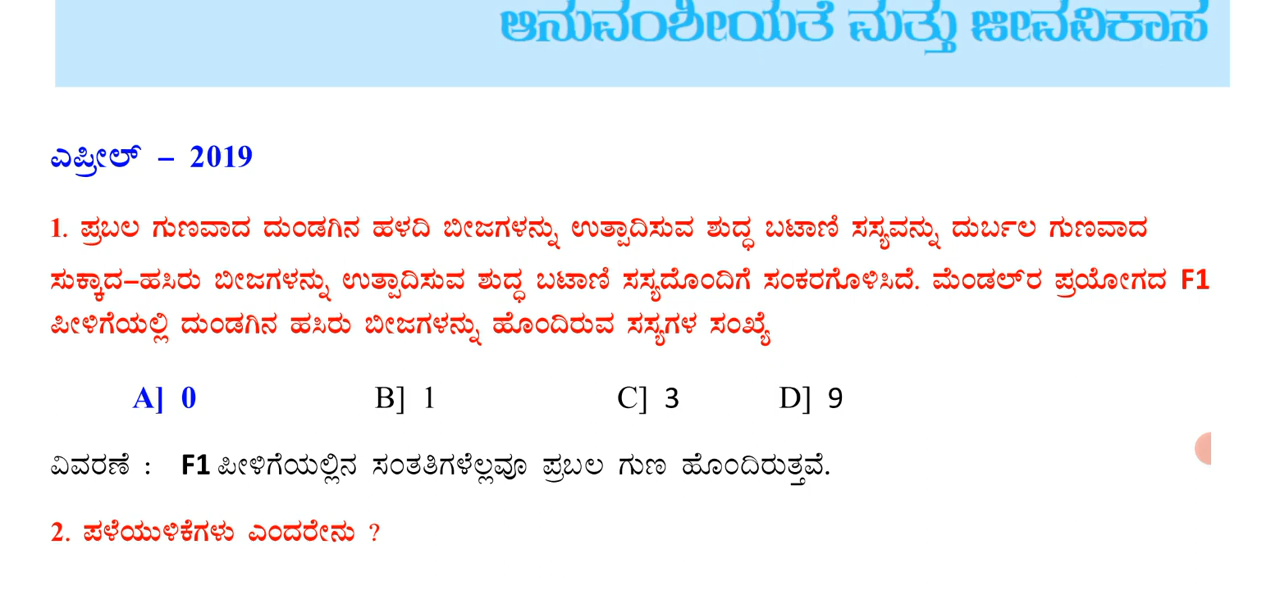 ಆನುವಂಶೀಯತೆ ಮತ್ತು ಜೀವವಿಕಾಸ
ಎಪ್ರೀಲ್ – 2019
1. ಪ್ರಬಲ ಗುಣವಾದ ದುಂಡಗಿನ ಹಳದಿ ಬೀಜಗಳನ್ನು ಉತ್ಪಾದಿಸುವ ಶುದ್ಧ ಬಟಾಣಿ ಸಸ್ಯವನ್ನು ದುರ್ಬಲ ಗುಣವಾದ
ಸುಕ್ಕಾದ–ಹಸಿರು ಬೀಜಗಳನ್ನು ಉತ್ಪಾದಿಸುವ ಶುದ್ಧ ಬಟಾಣಿ ಸಸ್ಯದೊಂದಿಗೆ ಸಂಕರಗೊಳಿಸಿದೆ. ಮೆಂಡಲ್‌ರ ಪ್ರಯೋಗದ F1
ಪೀಳಿಗೆಯಲ್ಲಿ ದುಂಡಗಿನ ಹಸಿರು ಬೀಜಗಳನ್ನು ಹೊಂದಿರುವ ಸಸ್ಯಗಳ ಸಂಖ್ಯೆ
A] 0 B] 1 C] 3 D] 9
ವಿವರಣೆ : F1 ಪೀಳಿಗೆಯಲ್ಲಿನ ಸಂತತಿಗಳೆಲ್ಲವೂ ಪ್ರಬಲ ಗುಣ ಹೊಂದಿರುತ್ತವೆ.
2. ಪಳೆಯುಳಿಕೆಗಳು ಎಂದರೇನು ?